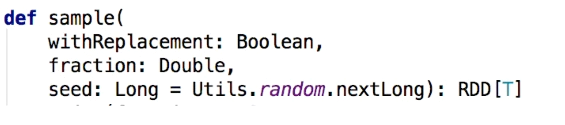 def sample(
    withReplacement: Boolean,
    fraction: Double,
    seed: Long = Utils.random.nextLong): RDD[T]